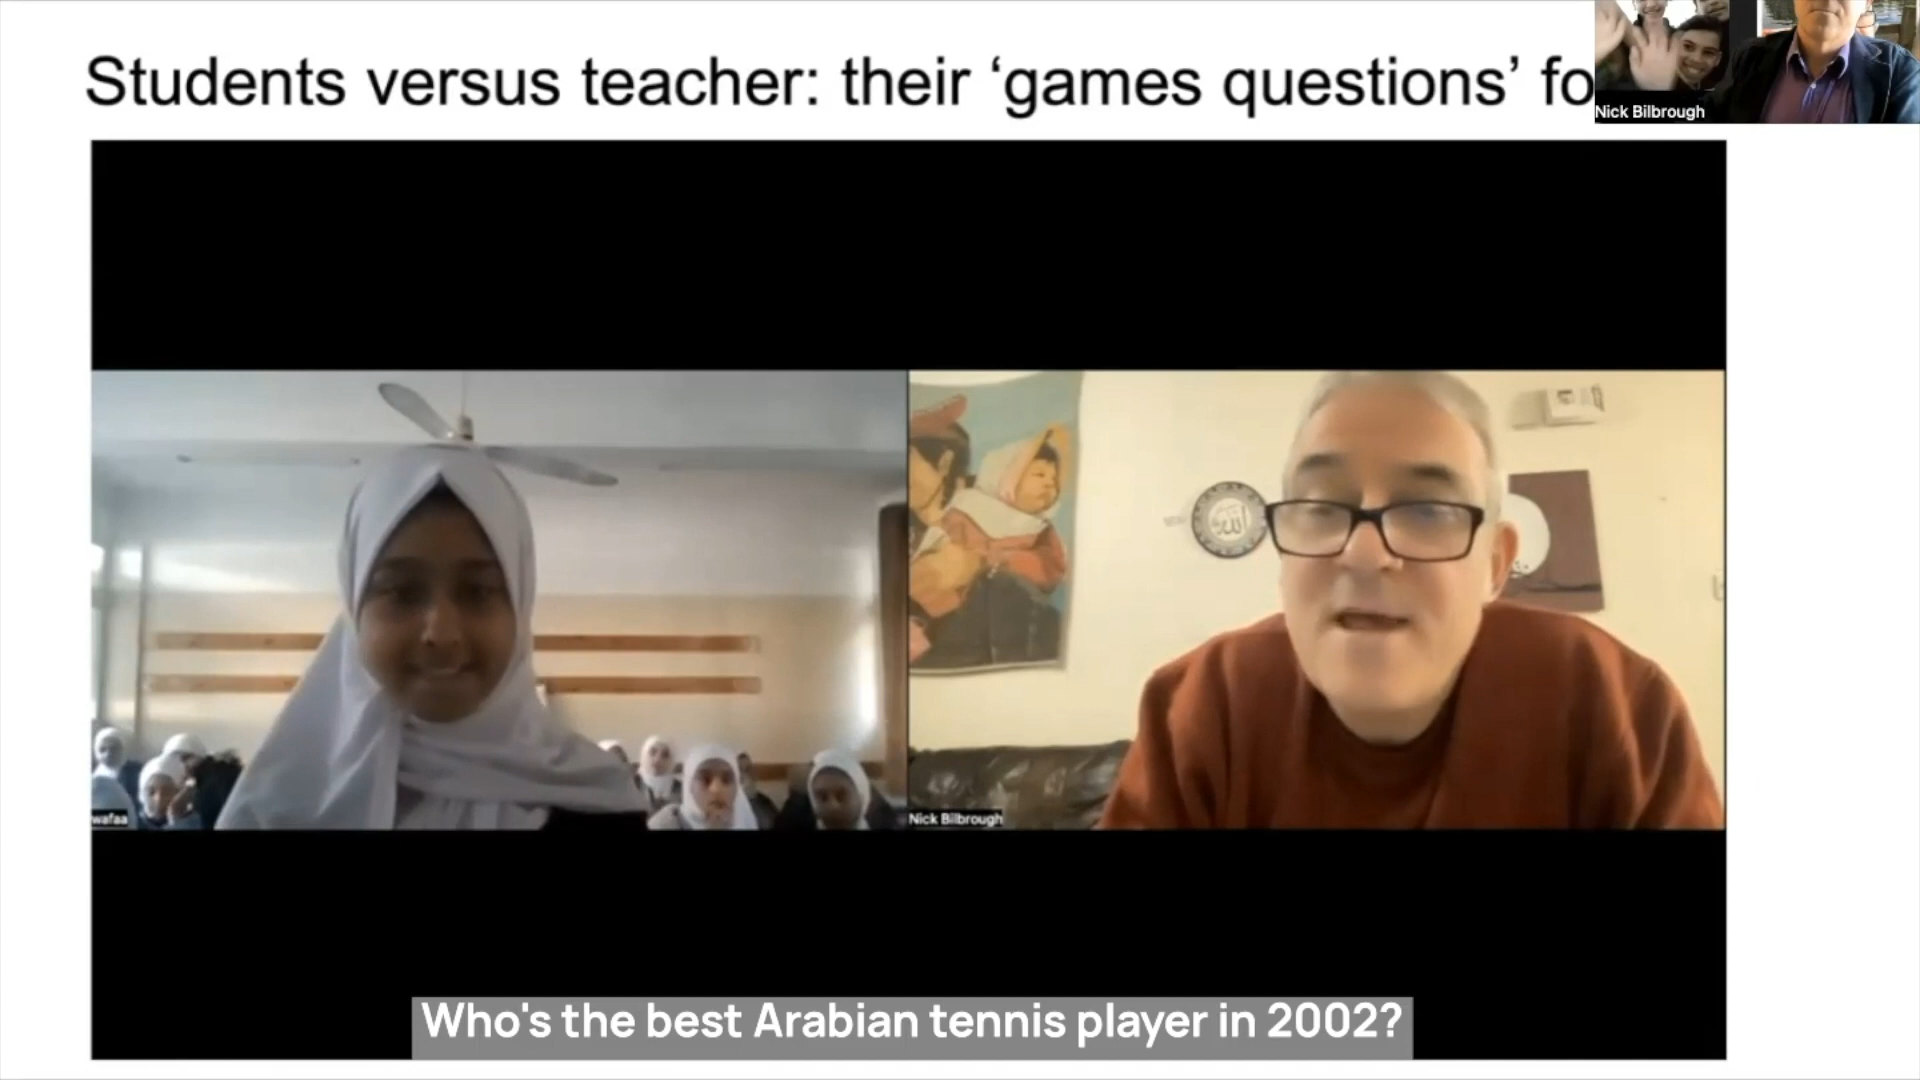 Students versus teacher: their ‘games questions’ fo
Nick Bilbrough
الله
wafaa
Nick Bilbrough
Who's the best Arabian tennis player in 2002?